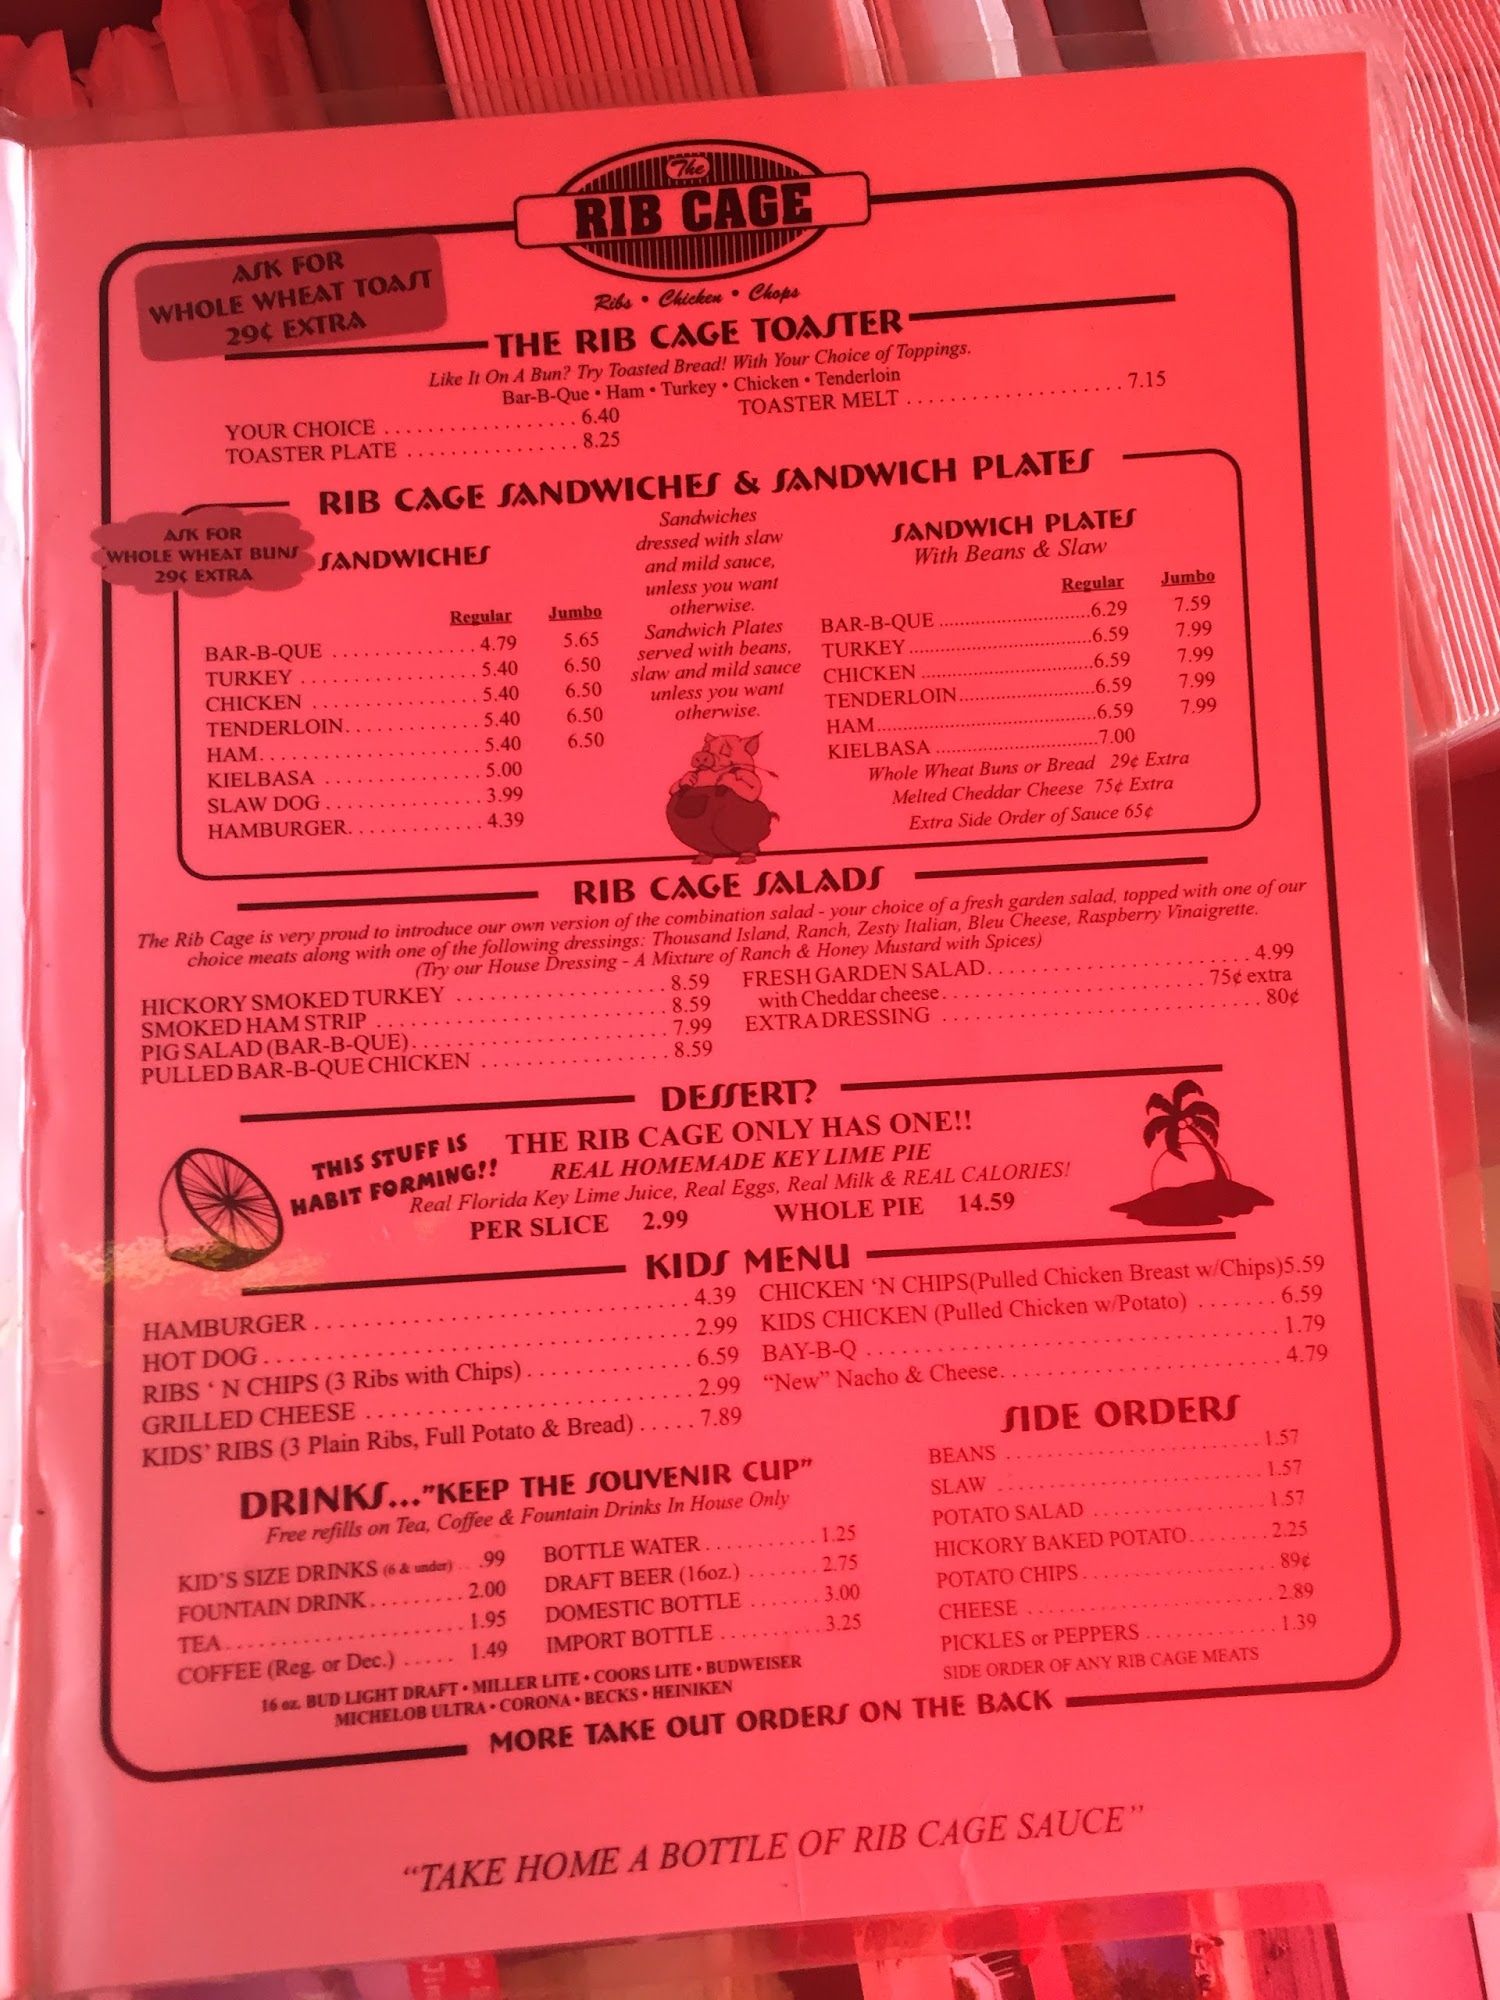 The
RIB CAGE
Ribs • Chicken • Chops
ASK FOR
WHOLE WHEAT TOAST
29¢ EXTRA
THE RIB CAGE TOASTER
Like It On A Bun? Try Toasted Bread! With Your Choice of Toppings.
Bar-B-Que • Ham • Turkey • Chicken • Tenderloin
YOUR CHOICE 6.40
TOASTER PLATE 8.25
TOASTER MELT 7.15
RIB CAGE SANDWICHES & SANDWICH PLATES
ASK FOR
WHOLE WHEAT BUNS
29¢ EXTRA
SANDWICHES
Regular Jumbo
BAR-B-QUE 4.79 5.65
TURKEY 5.40 6.50
CHICKEN 5.40 6.50
TENDERLOIN 5.40 6.50
HAM 5.40 6.50
KIELBASA 5.00
SLAW DOG 3.99
HAMBURGER 4.39
Sandwiches
dressed with slaw
and mild sauce,
unless you want
otherwise.
Sandwich Plates
served with beans,
slaw and mild sauce
unless you want
otherwise.
SANDWICH PLATES
With Beans & Slaw
Regular Jumbo
BAR-B-QUE 6.29 7.59
TURKEY 6.59 7.99
CHICKEN 6.59 7.99
TENDERLOIN 6.59 7.99
HAM 6.59 7.99
KIELBASA 7.00
Whole Wheat Buns or Bread 29¢ Extra
Melted Cheddar Cheese 75¢ Extra
Extra Side Order of Sauce 65¢
RIB CAGE SALADS
The Rib Cage is very proud to introduce our own version of the combination salad - your choice of a fresh garden salad, topped with one of our
choice meats along with one of the following dressings: Thousand Island, Ranch, Zesty Italian, Bleu Cheese, Raspberry Vinaigrette.
(Try our House Dressing - A Mixture of Ranch & Honey Mustard with Spices)
HICKORY SMOKED TURKEY 8.59
SMOKED HAM STRIP 8.59
PIG SALAD (BAR-B-QUE) 7.99
PULLED BAR-B-QUE CHICKEN 8.59
FRESH GARDEN SALAD 4.99
with Cheddar cheese 75¢ extra
EXTRA DRESSING 80¢
DESSERT?
THIS STUFF IS
HABIT FORMING!!
THE RIB CAGE ONLY HAS ONE!!
REAL HOMEMADE KEY LIME PIE
Real Florida Key Lime Juice, Real Eggs, Real Milk & REAL CALORIES!
PER SLICE 2.99 WHOLE PIE 14.59
KIDS MENU
HAMBURGER 4.39
HOT DOG 2.99
RIBS ‘ N CHIPS (3 Ribs with Chips) 6.59
GRILLED CHEESE 2.99
KIDS’ RIBS (3 Plain Ribs, Full Potato & Bread) 7.89
CHICKEN ‘N CHIPS(Pulled Chicken Breast w/Chips)5.59
KIDS CHICKEN (Pulled Chicken w/Potato) 6.59
BAY-B-Q 1.79
“New” Nacho & Cheese 4.79
DRINKS..."KEEP THE SOUVENIR CUP"
Free refills on Tea, Coffee & Fountain Drinks In House Only
KID'S SIZE DRINKS (6 & under) .99
FOUNTAIN DRINK 2.00
TEA 1.95
COFFEE (Reg. or Dec.) 1.49
BOTTLE WATER 1.25
DRAFT BEER (16oz.) 2.75
DOMESTIC BOTTLE 3.00
IMPORT BOTTLE 3.25
16 oz. BUD LIGHT DRAFT • MILLER LITE • COORS LITE • BUDWEISER
MICHELOB ULTRA • CORONA • BECKS • HEINIKEN
SIDE ORDERS
BEANS 1.57
SLAW 1.57
POTATO SALAD 1.57
HICKORY BAKED POTATO 2.25
POTATO CHIPS 89¢
CHEESE 2.89
PICKLES or PEPPERS 1.39
SIDE ORDER OF ANY RIB CAGE MEATS
MORE TAKE OUT ORDERS ON THE BACK
“TAKE HOME A BOTTLE OF RIB CAGE SAUCE”